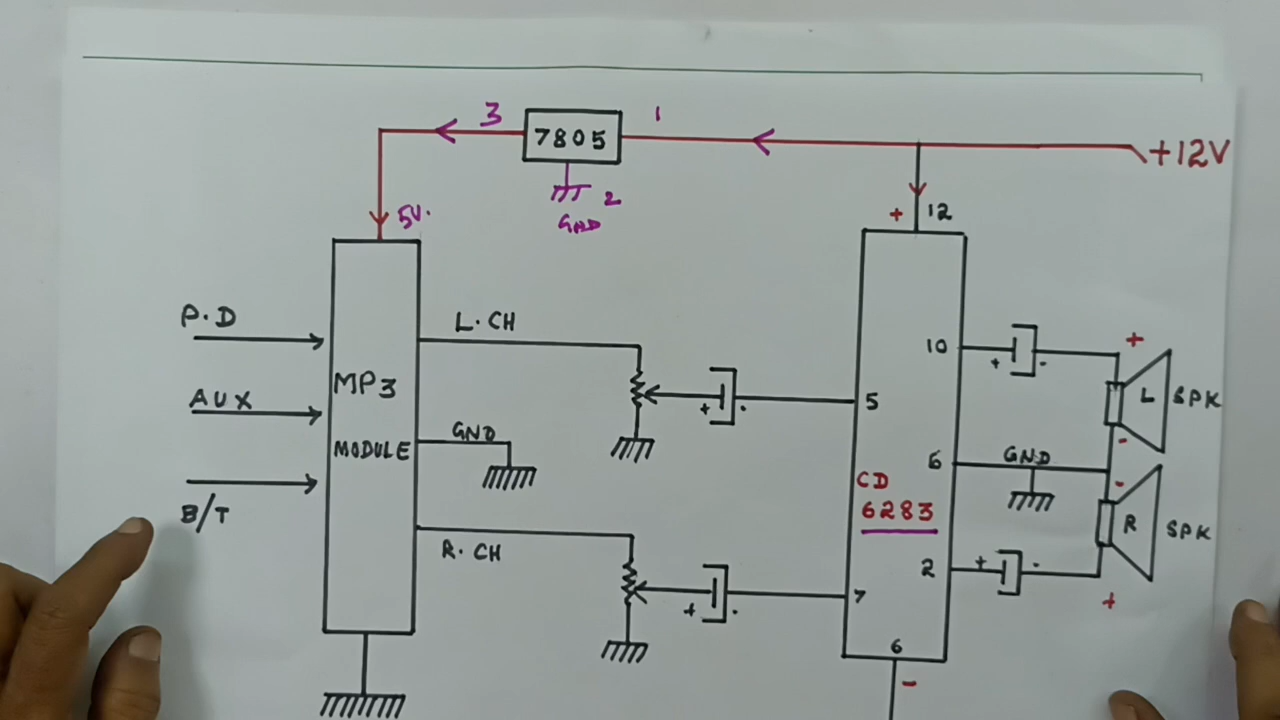 3
1
7805
+12V
2
GND
5V.
+ 12
P.D
L.CH
10
+
+ -
MP3
AUX
L SPK
5
+ -
MODULE
GND
6 GND
-
CD
6283
-
B/T
R SPK
R.CH
2 + -
7
+ -
+
6
-